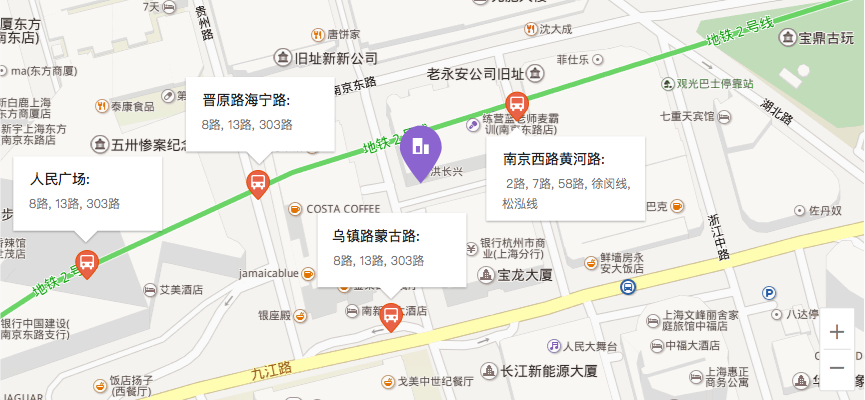 7天
贵州路
唐饼家
沈大成
地铁２号线
宝鼎古玩
厦东方
南东店)
旧址新新公司
菲仕乐
ma(东方商厦)
南京东路
老永安公司旧址
观光巴士停靠站
湖北路
新白鹿上海
东方商厦店
泰康食品
晋原路海宁路:
8路, 13路, 303路
七重天宾馆
练营蓝老师麦霸
训(南京东路店)
新宇上海东方
南京东路店
五卅惨案纪念
地铁２号
南京西路黄河路:
2路, 7路, 58路, 徐闵线,
松泓线
洪长兴
人民广场:
8路, 13路, 303路
步
COSTA COFFEE
巴克
佐丹奴
浙江中路
乌镇路蒙古路:
8路, 13路, 303路
银行杭州市商
业(上海分行)
香辣馆
世茂店
鲜墙房永
安大饭店
宝龙大厦
jamaicablue
地铁２号
艾美酒店
银座殿
南新
酒店
上海文峰丽舍家
庭旅馆中福店
八达停
银行中国建设(
南京东路支行)
人民大舞台
中福大酒店
九江路
长江新能源大厦
上海惠正
商务公寓
饭店扬子
(西餐厅)
戈美中世纪餐厅
JAGUAR
P
+
−